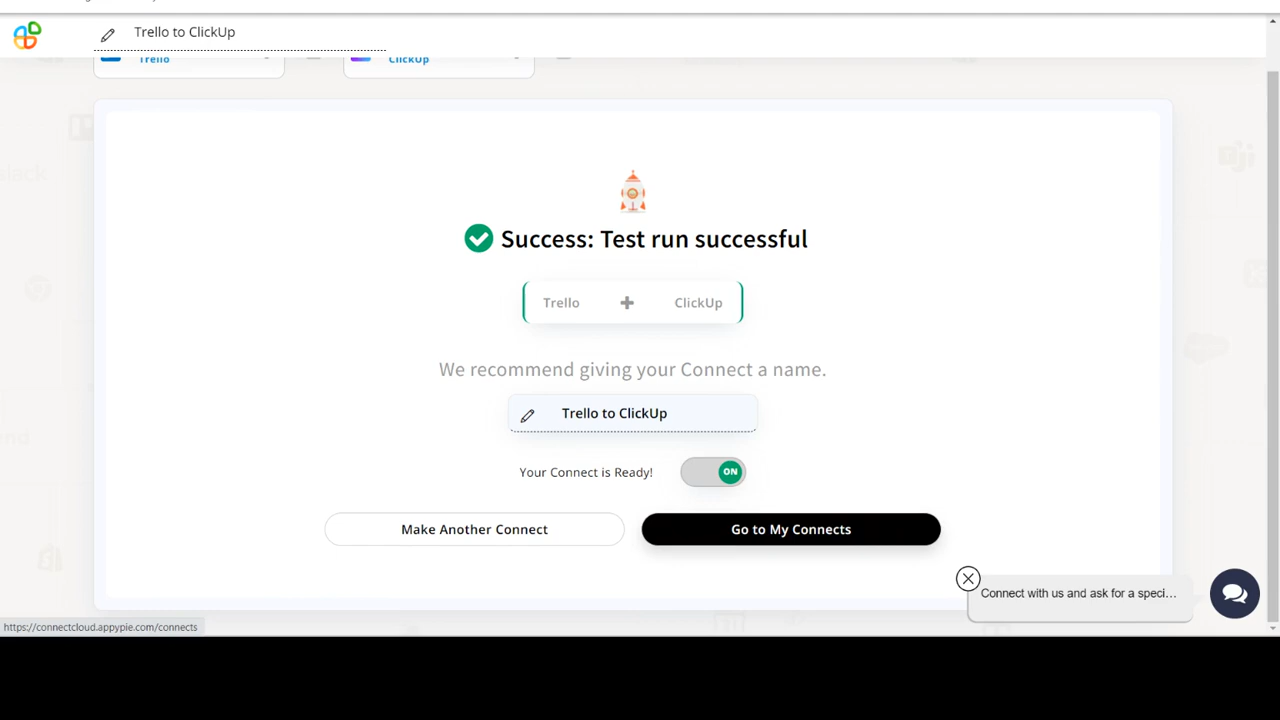 Trello to ClickUp
Trello
ClickUp
Success: Test run successful
Trello + ClickUp
We recommend giving your Connect a name.
Trello to ClickUp
Your Connect is Ready! ON
Make Another Connect
Go to My Connects
Connect with us and ask for a speci...
https://connectcloud.appypie.com/connects